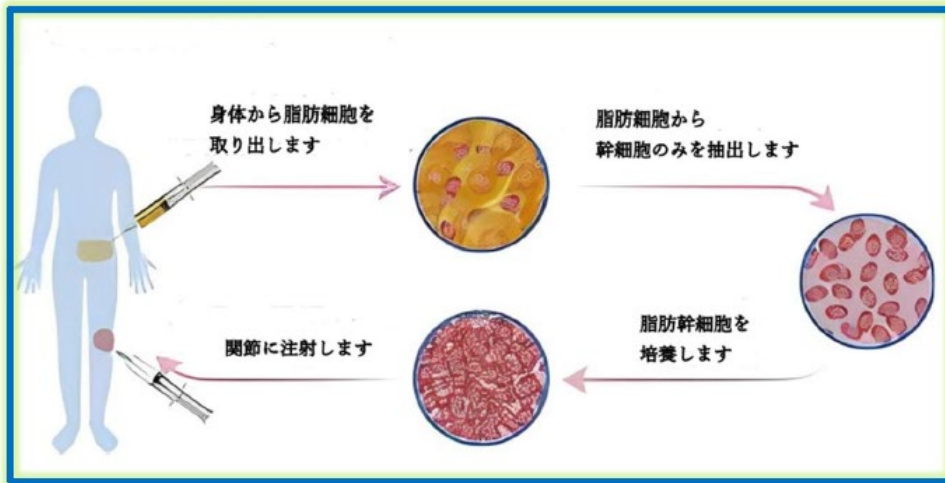 身体から脂肪細胞を
取り出します
脂肪細胞から
幹細胞のみを抽出します
脂肪幹細胞を
培養します
関節に注射します